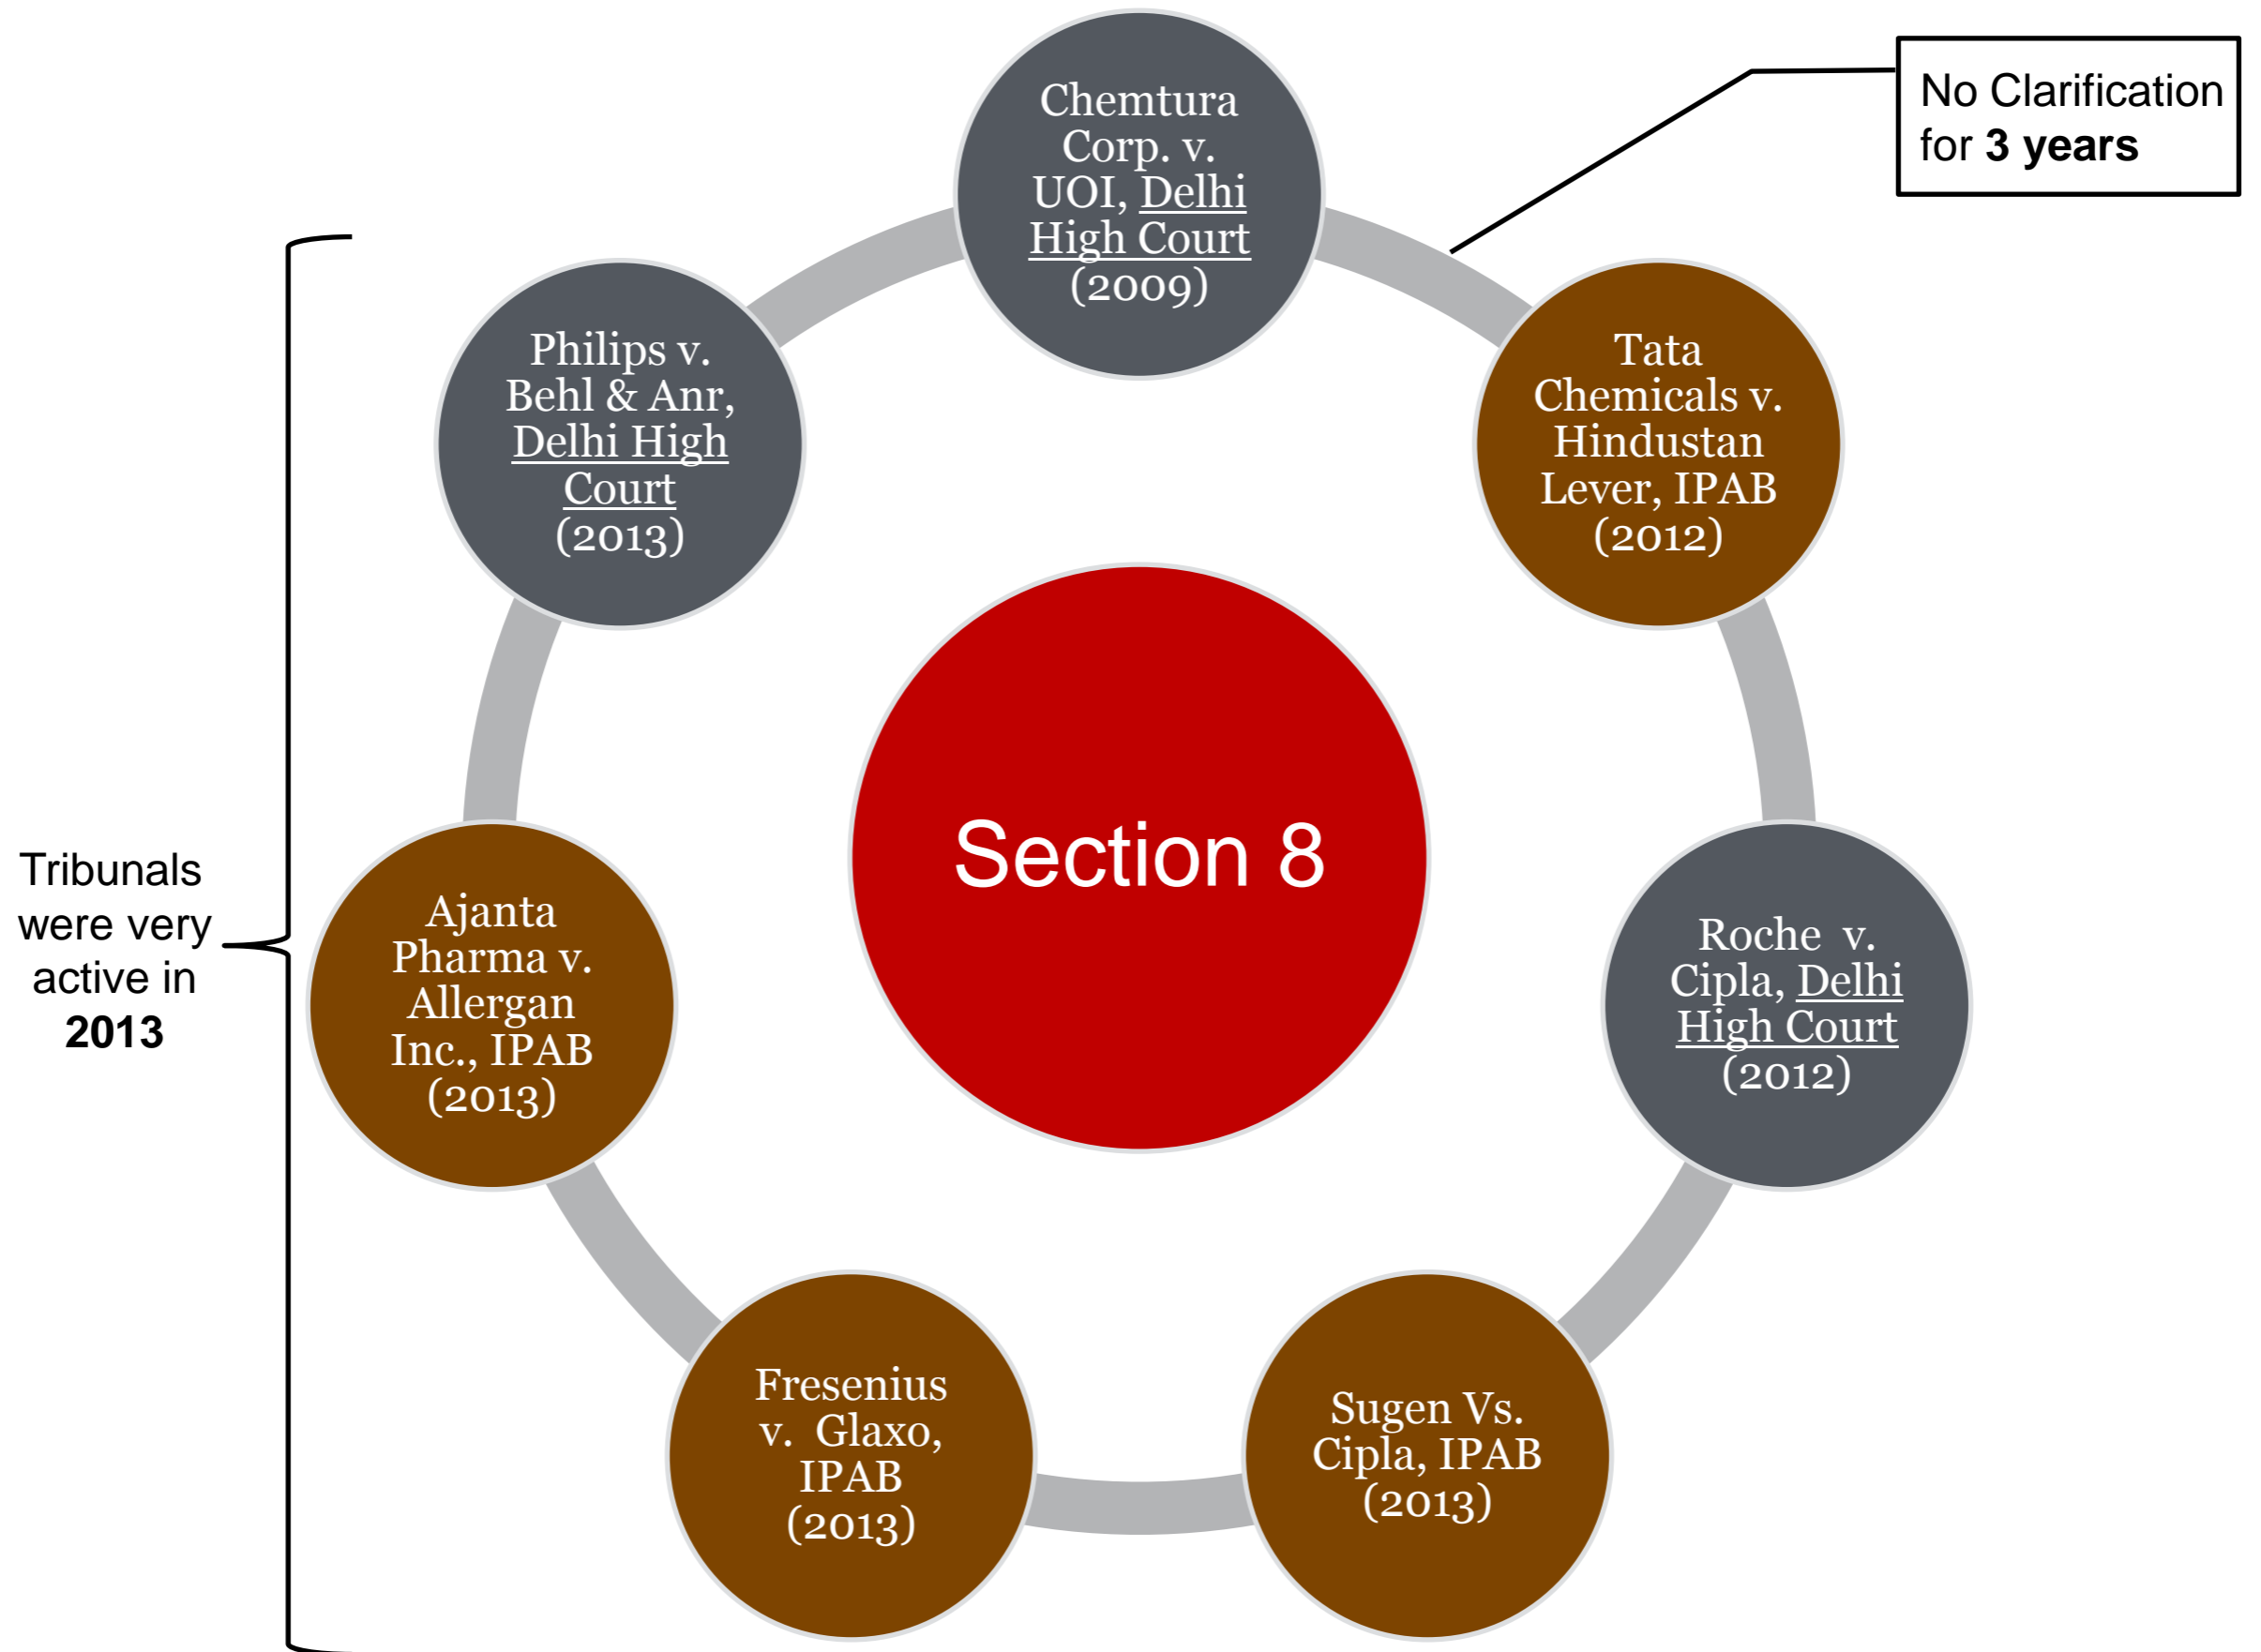 Chemtura
Corp. v.
UOI, Delhi
High Court
(2009)
No Clarification
for 3 years
Tata
Chemicals v.
Hindustan
Lever, IPAB
(2012)
Roche v.
Cipla, Delhi
High Court
(2012)
Sugen Vs.
Cipla, IPAB
(2013)
Fresenius
v. Glaxo,
IPAB
(2013)
Ajanta
Pharma v.
Allergan
Inc., IPAB
(2013)
Philips v.
Behl & Anr,
Delhi High
Court
(2013)
Section 8
Tribunals
were very
active in
2013